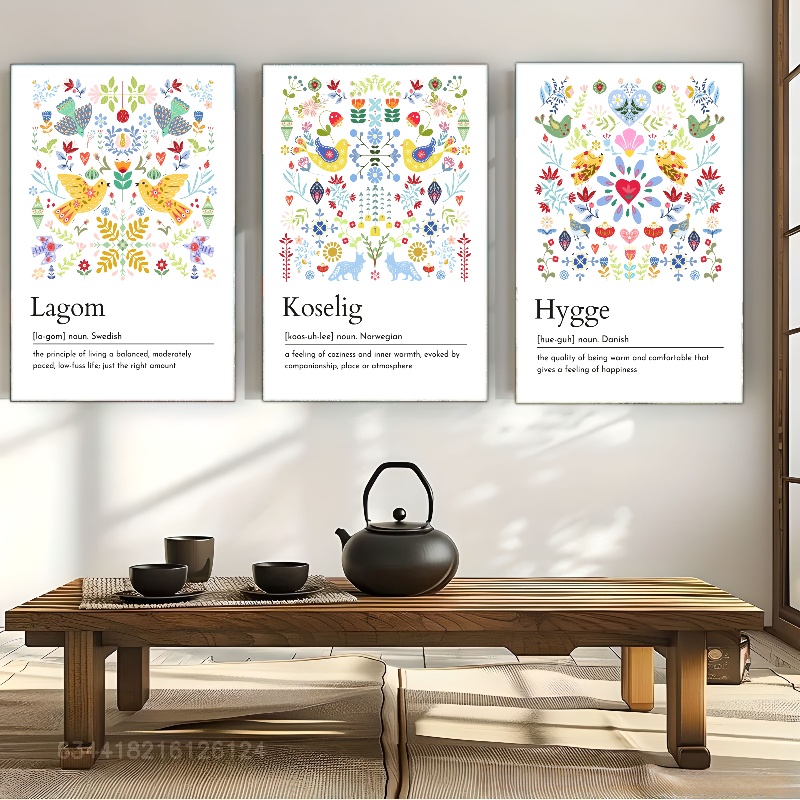 Lagom
[la-gom] noun. Swedish
the principle of living a balanced, moderately
paced, low-fuss life; just the right amount
Koselig
[koos-uh-lee] noun. Norwegian
a feeling of coziness and inner warmth, evoked by
companionship, place or atmosphere
Hygge
[hue-guh] noun. Danish
the quality of being warm and comfortable that
gives a feeling of happiness
634418216126124